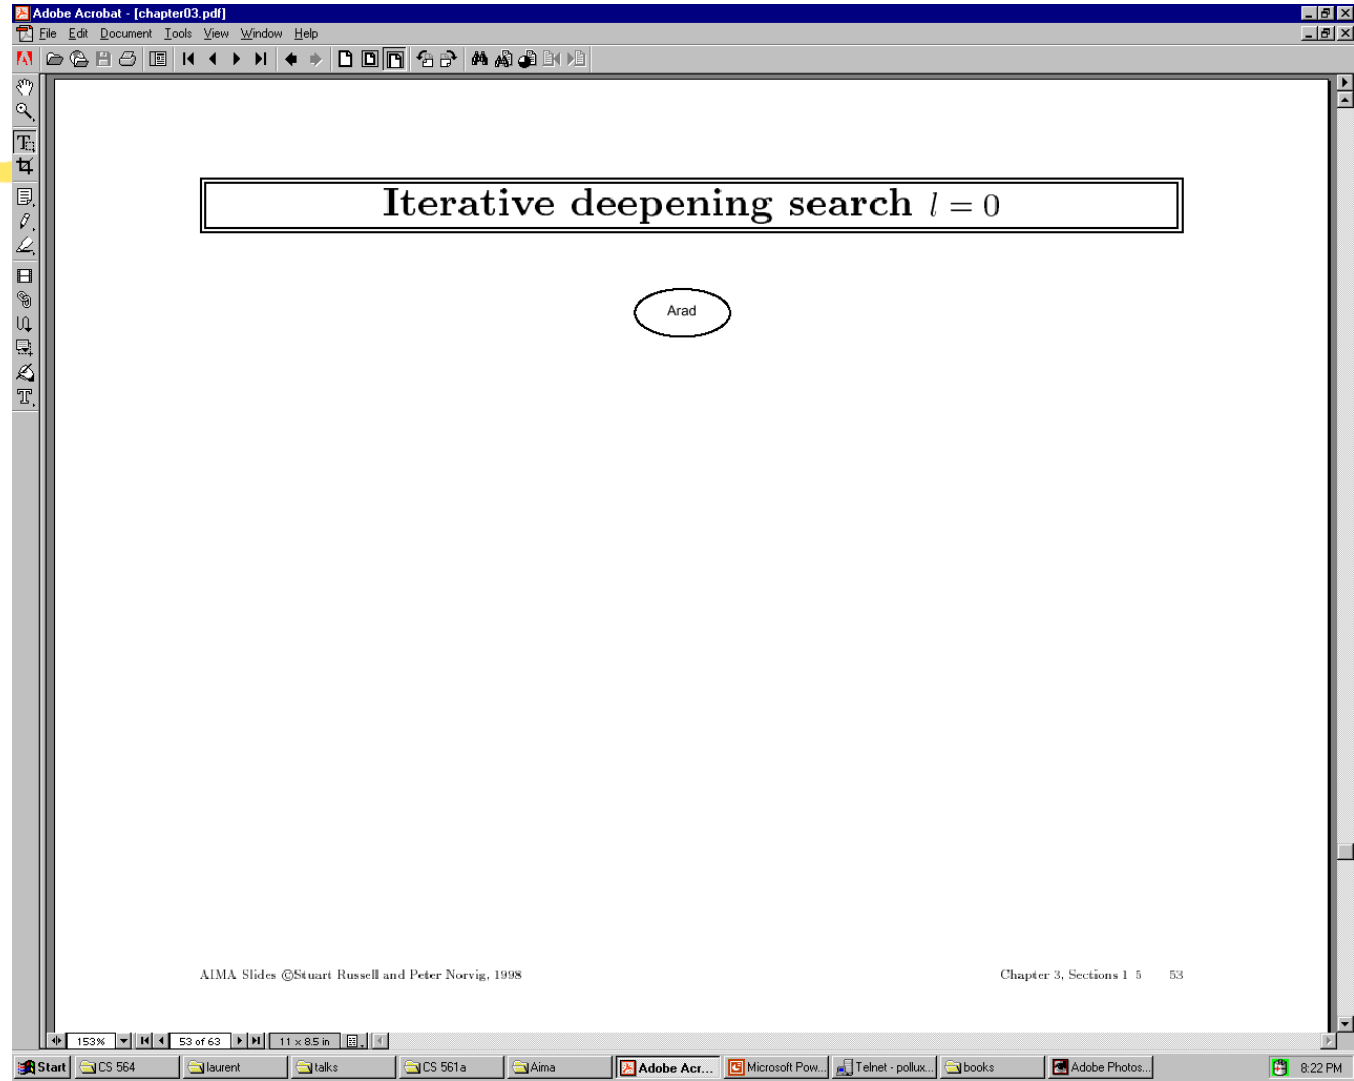 Adobe Acrobat - [chapter03.pdf]
File Edit Document Tools View Window Help
Iterative deepening search l = 0
Arad
AIMA Slides ©Stuart Russell and Peter Norvig, 1998 Chapter 3, Sections 1 5 53
153% 53 of 63 11 x 8.5 in
Start CS 564 laurent talks CS 561a Aima Adobe Acr... Microsoft Pow... Telnet - pollux... books Adobe Photos... 8:22 PM